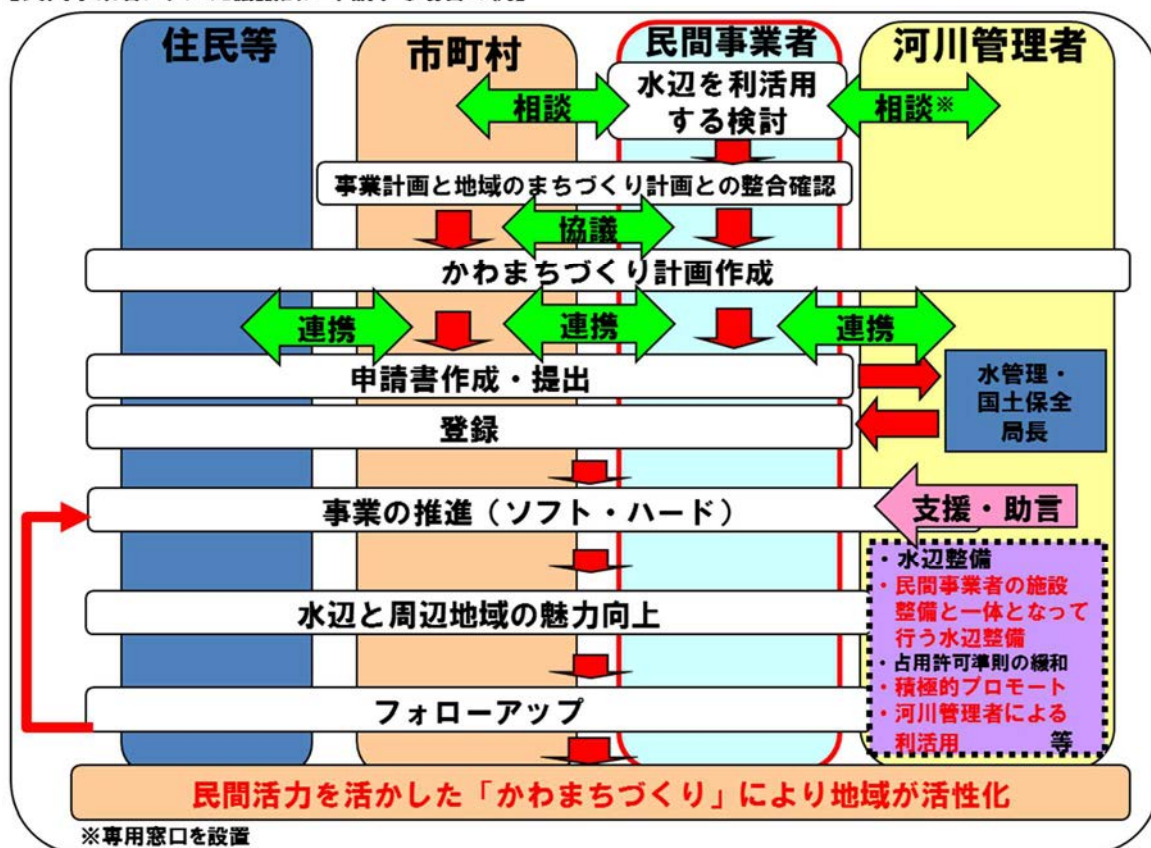 住民等
市町村
民間事業者
河川管理者
相談
水辺を利活用
する検討
相談※
事業計画と地域のまちづくり計画との整合確認
協議
かわまちづくり計画作成
連携
連携
連携
申請書作成・提出
水管理・
国土保全
局長
登録
事業の推進（ソフト・ハード）
支援・助言
・水辺整備
・民間事業者の施設
整備と一体となって
行う水辺整備
・占用許可準則の緩和
・積極的プロモート
・河川管理者による
利活用 等
水辺と周辺地域の魅力向上
フォローアップ
民間活力を活かした「かわまちづくり」により地域が活性化
※専用窓口を設置